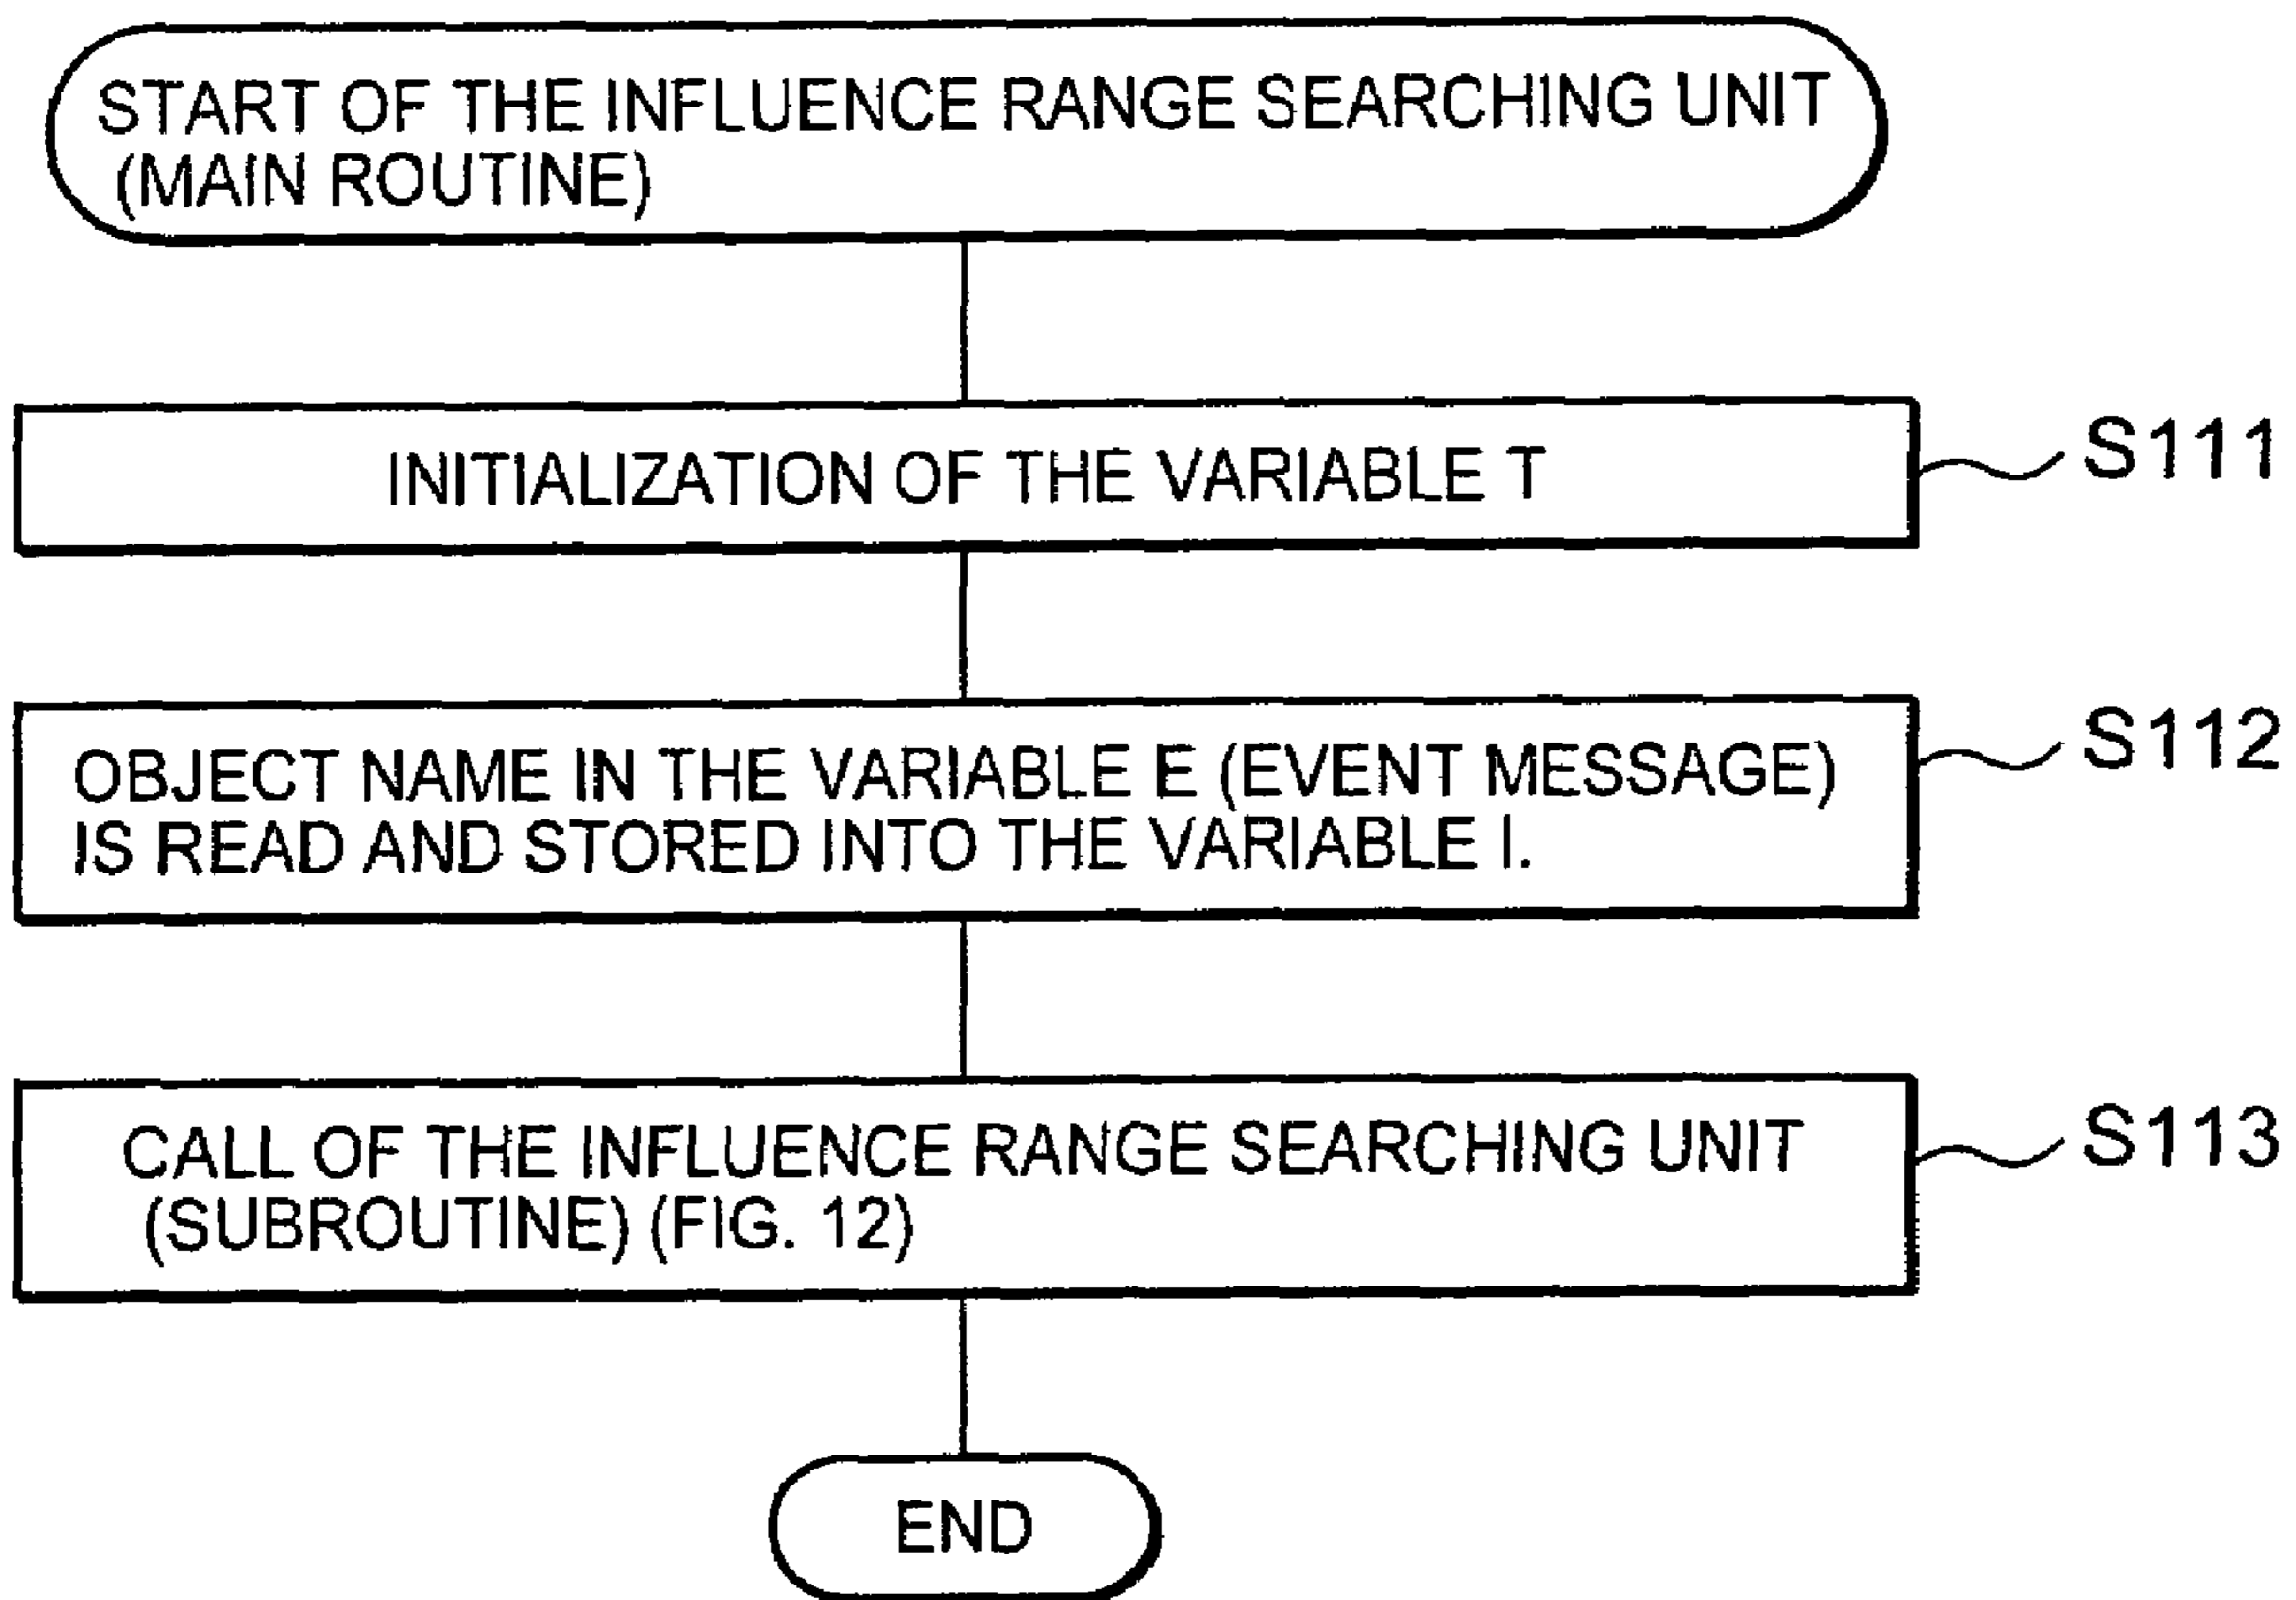 START OF THE INFLUENCE RANGE SEARCHING UNIT
(MAIN ROUTINE)
INITIALIZATION OF THE VARIABLE T
S111
OBJECT NAME IN THE VARIABLE E (EVENT MESSAGE)
IS READ AND STORED INTO THE VARIABLE I.
S112
CALL OF THE INFLUENCE RANGE SEARCHING UNIT
(SUBROUTINE) (FIG. 12)
S113
END